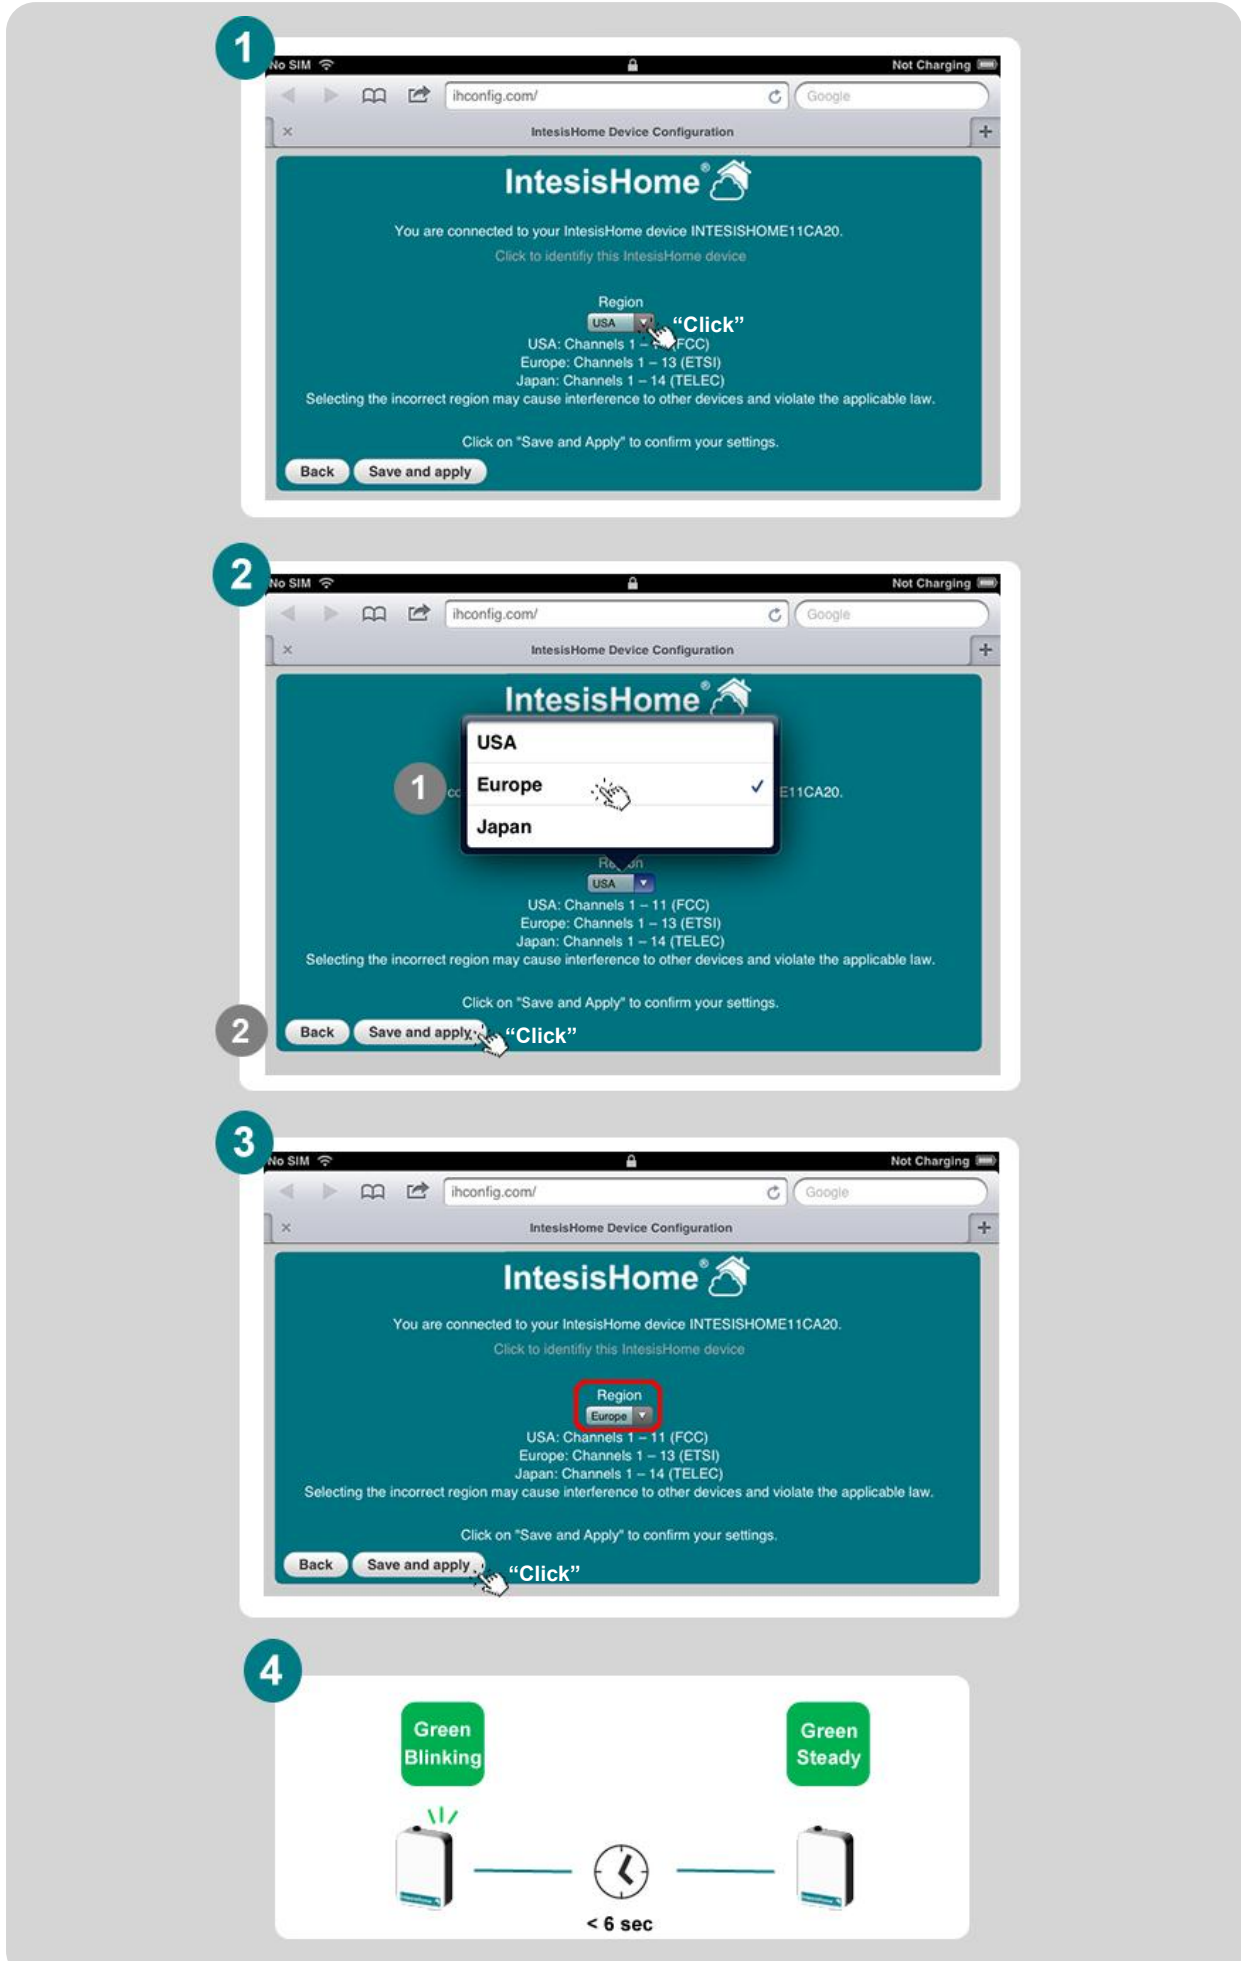 1
No SIM
Not Charging
ihconfig.com/
Google
IntesisHome Device Configuration
IntesisHome®
You are connected to your IntesisHome device INTESISHOME11CA20.
Click to identifiy this IntesisHome device
Region
USA
“Click”
USA: Channels 1 – (FCC)
Europe: Channels 1 – 13 (ETSI)
Japan: Channels 1 – 14 (TELEC)
Selecting the incorrect region may cause interference to other devices and violate the applicable law.
Click on "Save and Apply" to confirm your settings.
Back
Save and apply
2
No SIM
Not Charging
ihconfig.com/
Google
IntesisHome Device Configuration
IntesisHome®
USA
1
Europe
E11CA20.
Japan
Region
USA
USA: Channels 1 – 11 (FCC)
Europe: Channels 1 – 13 (ETSI)
Japan: Channels 1 – 14 (TELEC)
Selecting the incorrect region may cause interference to other devices and violate the applicable law.
Click on "Save and Apply" to confirm your settings.
2
Back
Save and apply
“Click”
3
No SIM
Not Charging
ihconfig.com/
Google
IntesisHome Device Configuration
IntesisHome®
You are connected to your IntesisHome device INTESISHOME11CA20.
Click to identifiy this IntesisHome device
Region
Europe
USA: Channels 1 – 11 (FCC)
Europe: Channels 1 – 13 (ETSI)
Japan: Channels 1 – 14 (TELEC)
Selecting the incorrect region may cause interference to other devices and violate the applicable law.
Click on "Save and Apply" to confirm your settings.
Back
Save and apply
“Click”
4
Green
Blinking
Green
Steady
IntesisHome
IntesisHome
< 6 sec